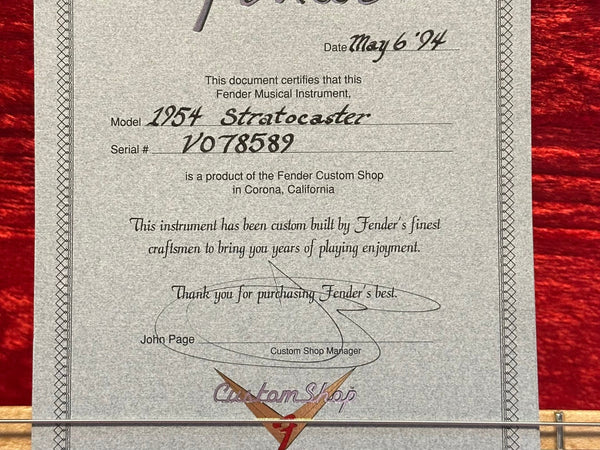 Fender
Date May 6 '94
This document certifies that this
Fender Musical Instrument,
Model 1954 Stratocaster
Serial # V078589
is a product of the Fender Custom Shop
in Corona, California
This instrument has been custom built by Fender's finest
craftsmen to bring you years of playing enjoyment.
Thank you for purchasing Fender's best.
John Page
Custom Shop Manager
Custom Shop